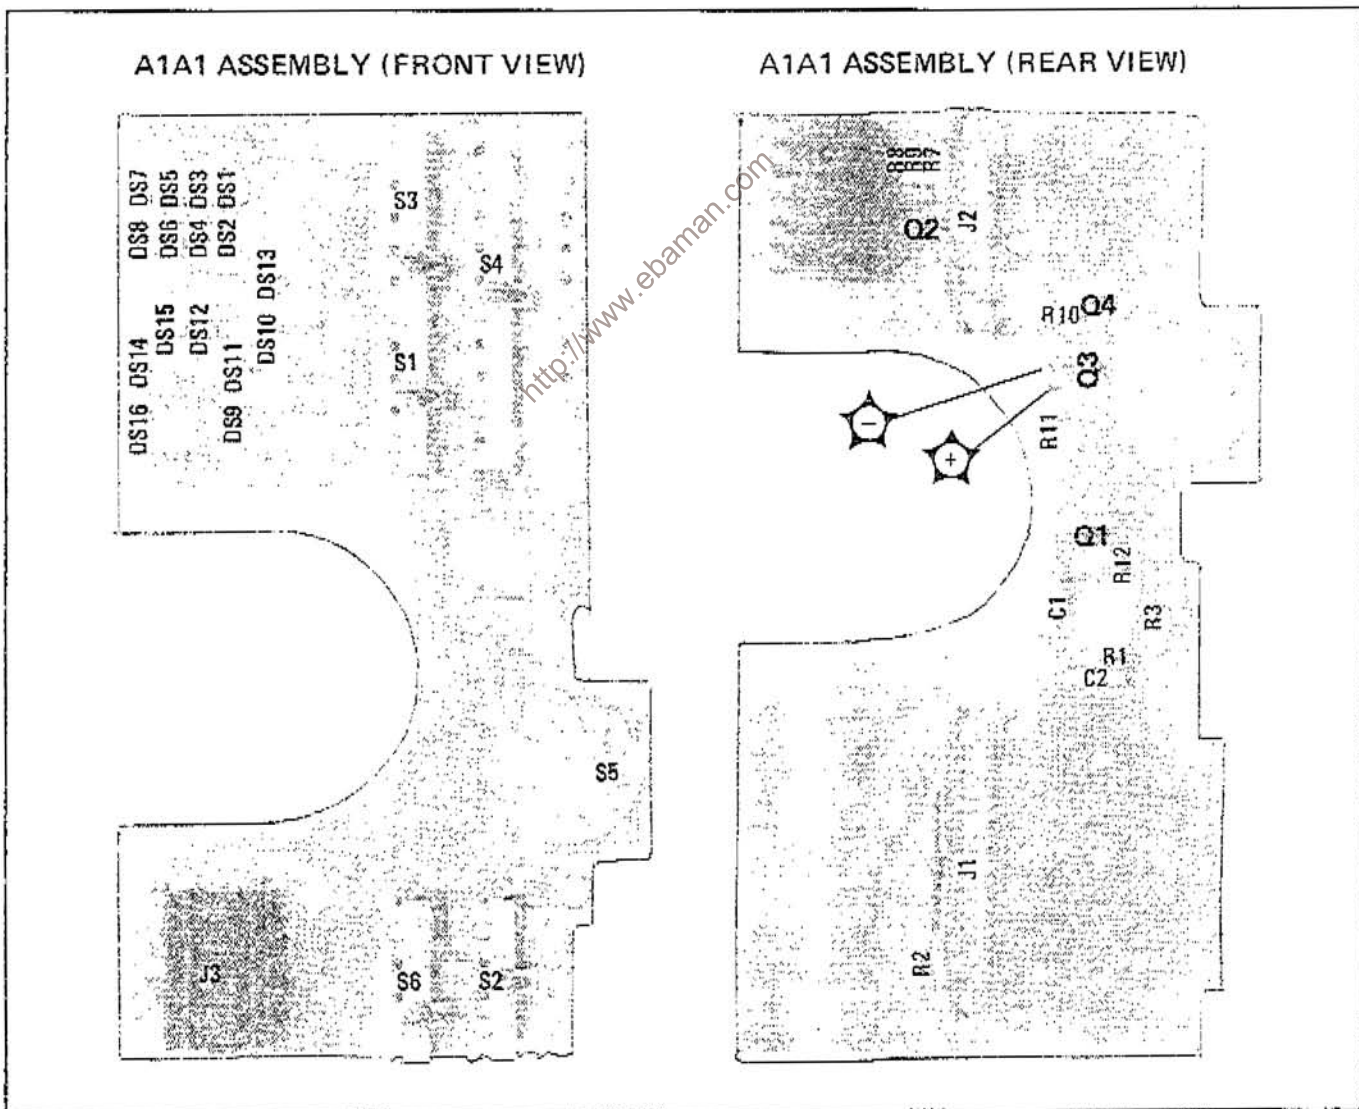 A1A1 ASSEMBLY (FRONT VIEW)
DS7
DS5
DS3
DS1
DS8
DS6
DS4
DS2
DS13
DS15
DS12
DS10
DS14
DS11
DS16
DS9
S3
S4
S1
S5
J3
S6
S2
A1A1 ASSEMBLY (REAR VIEW)
R8
R9
R7
Q2
J2
R10
Q4
Q3
−
+
R11
Q1
R12
C1
R3
R1
C2
J1
R2
http://www.ebaman.com